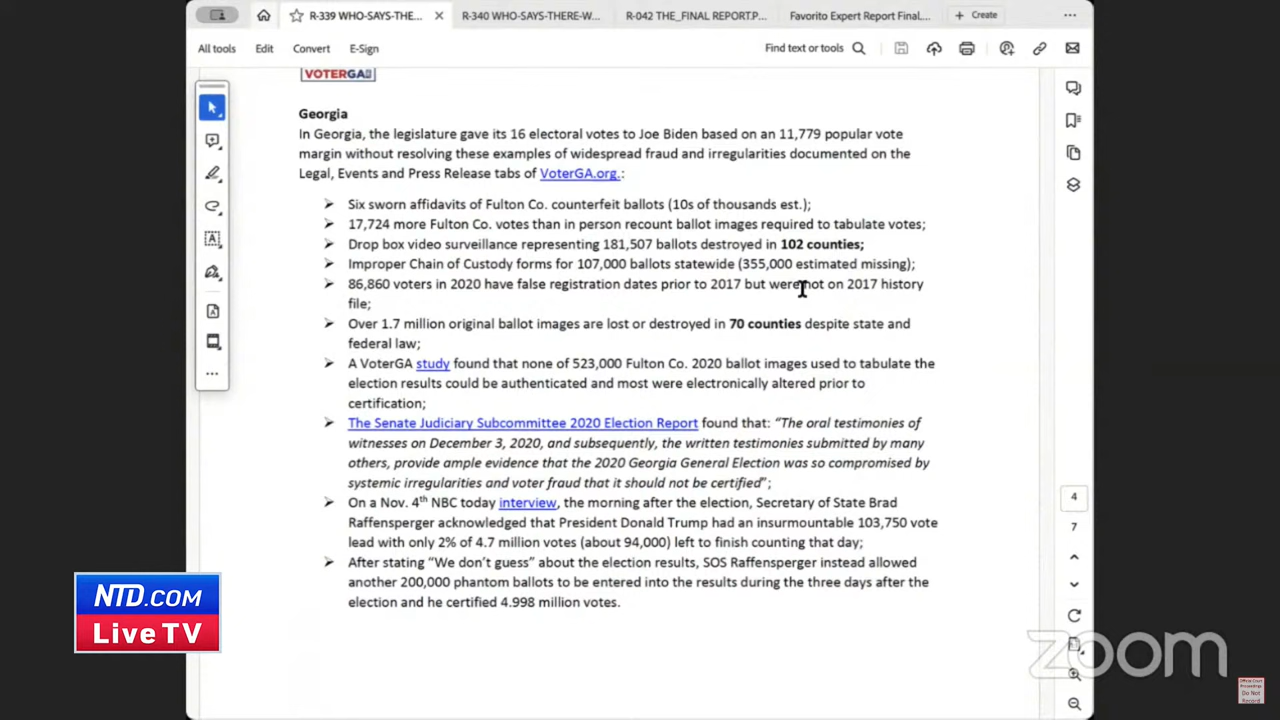 R-339 WHO-SAYS-THE...
R-340 WHO-SAYS-THERE-W...
R-042 THE_FINAL REPORT.P...
Favorito Expert Report Final....
+ Create
All tools
Edit
Convert
E-Sign
Find text or tools
VOTERGA
Georgia
In Georgia, the legislature gave its 16 electoral votes to Joe Biden based on an 11,779 popular vote
margin without resolving these examples of widespread fraud and irregularities documented on the
Legal, Events and Press Release tabs of VoterGA.org.:
Six sworn affidavits of Fulton Co. counterfeit ballots (10s of thousands est.);
17,724 more Fulton Co. votes than in person recount ballot images required to tabulate votes;
Drop box video surveillance representing 181,507 ballots destroyed in 102 counties;
Improper Chain of Custody forms for 107,000 ballots statewide (355,000 estimated missing);
86,860 voters in 2020 have false registration dates prior to 2017 but were not on 2017 history
file;
Over 1.7 million original ballot images are lost or destroyed in 70 counties despite state and
federal law;
A VoterGA study found that none of 523,000 Fulton Co. 2020 ballot images used to tabulate the
election results could be authenticated and most were electronically altered prior to
certification;
The Senate Judiciary Subcommittee 2020 Election Report found that: “The oral testimonies of
witnesses on December 3, 2020, and subsequently, the written testimonies submitted by many
others, provide ample evidence that the 2020 Georgia General Election was so compromised by
systemic irregularities and voter fraud that it should not be certified”;
On a Nov. 4th NBC today interview, the morning after the election, Secretary of State Brad
Raffensperger acknowledged that President Donald Trump had an insurmountable 103,750 vote
lead with only 2% of 4.7 million votes (about 94,000) left to finish counting that day;
After stating “We don’t guess” about the election results, SOS Raffensperger instead allowed
another 200,000 phantom ballots to be entered into the results during the three days after the
election and he certified 4.998 million votes.
4
7
NTD.COM
Live TV
zoom
Official Court
Proceedings
Do Not
Record